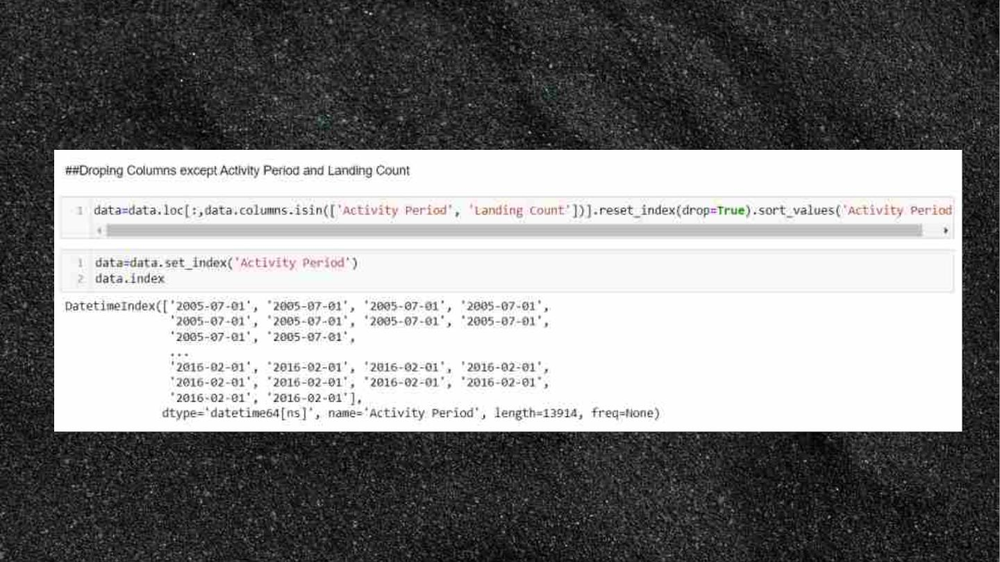 ##Droping Columns except Activity Period and Landing Count
1 data=data.loc[:,data.columns.isin(['Activity Period', 'Landing Count'])].reset_index(drop=True).sort_values('Activity Period
1 data=data.set_index('Activity Period')
2 data.index
DatetimeIndex(['2005-07-01', '2005-07-01', '2005-07-01', '2005-07-01',
'2005-07-01', '2005-07-01', '2005-07-01', '2005-07-01',
'2005-07-01', '2005-07-01',
...
'2016-02-01', '2016-02-01', '2016-02-01', '2016-02-01',
'2016-02-01', '2016-02-01', '2016-02-01', '2016-02-01',
'2016-02-01', '2016-02-01'],
dtype='datetime64[ns]', name='Activity Period', length=13914, freq=None)